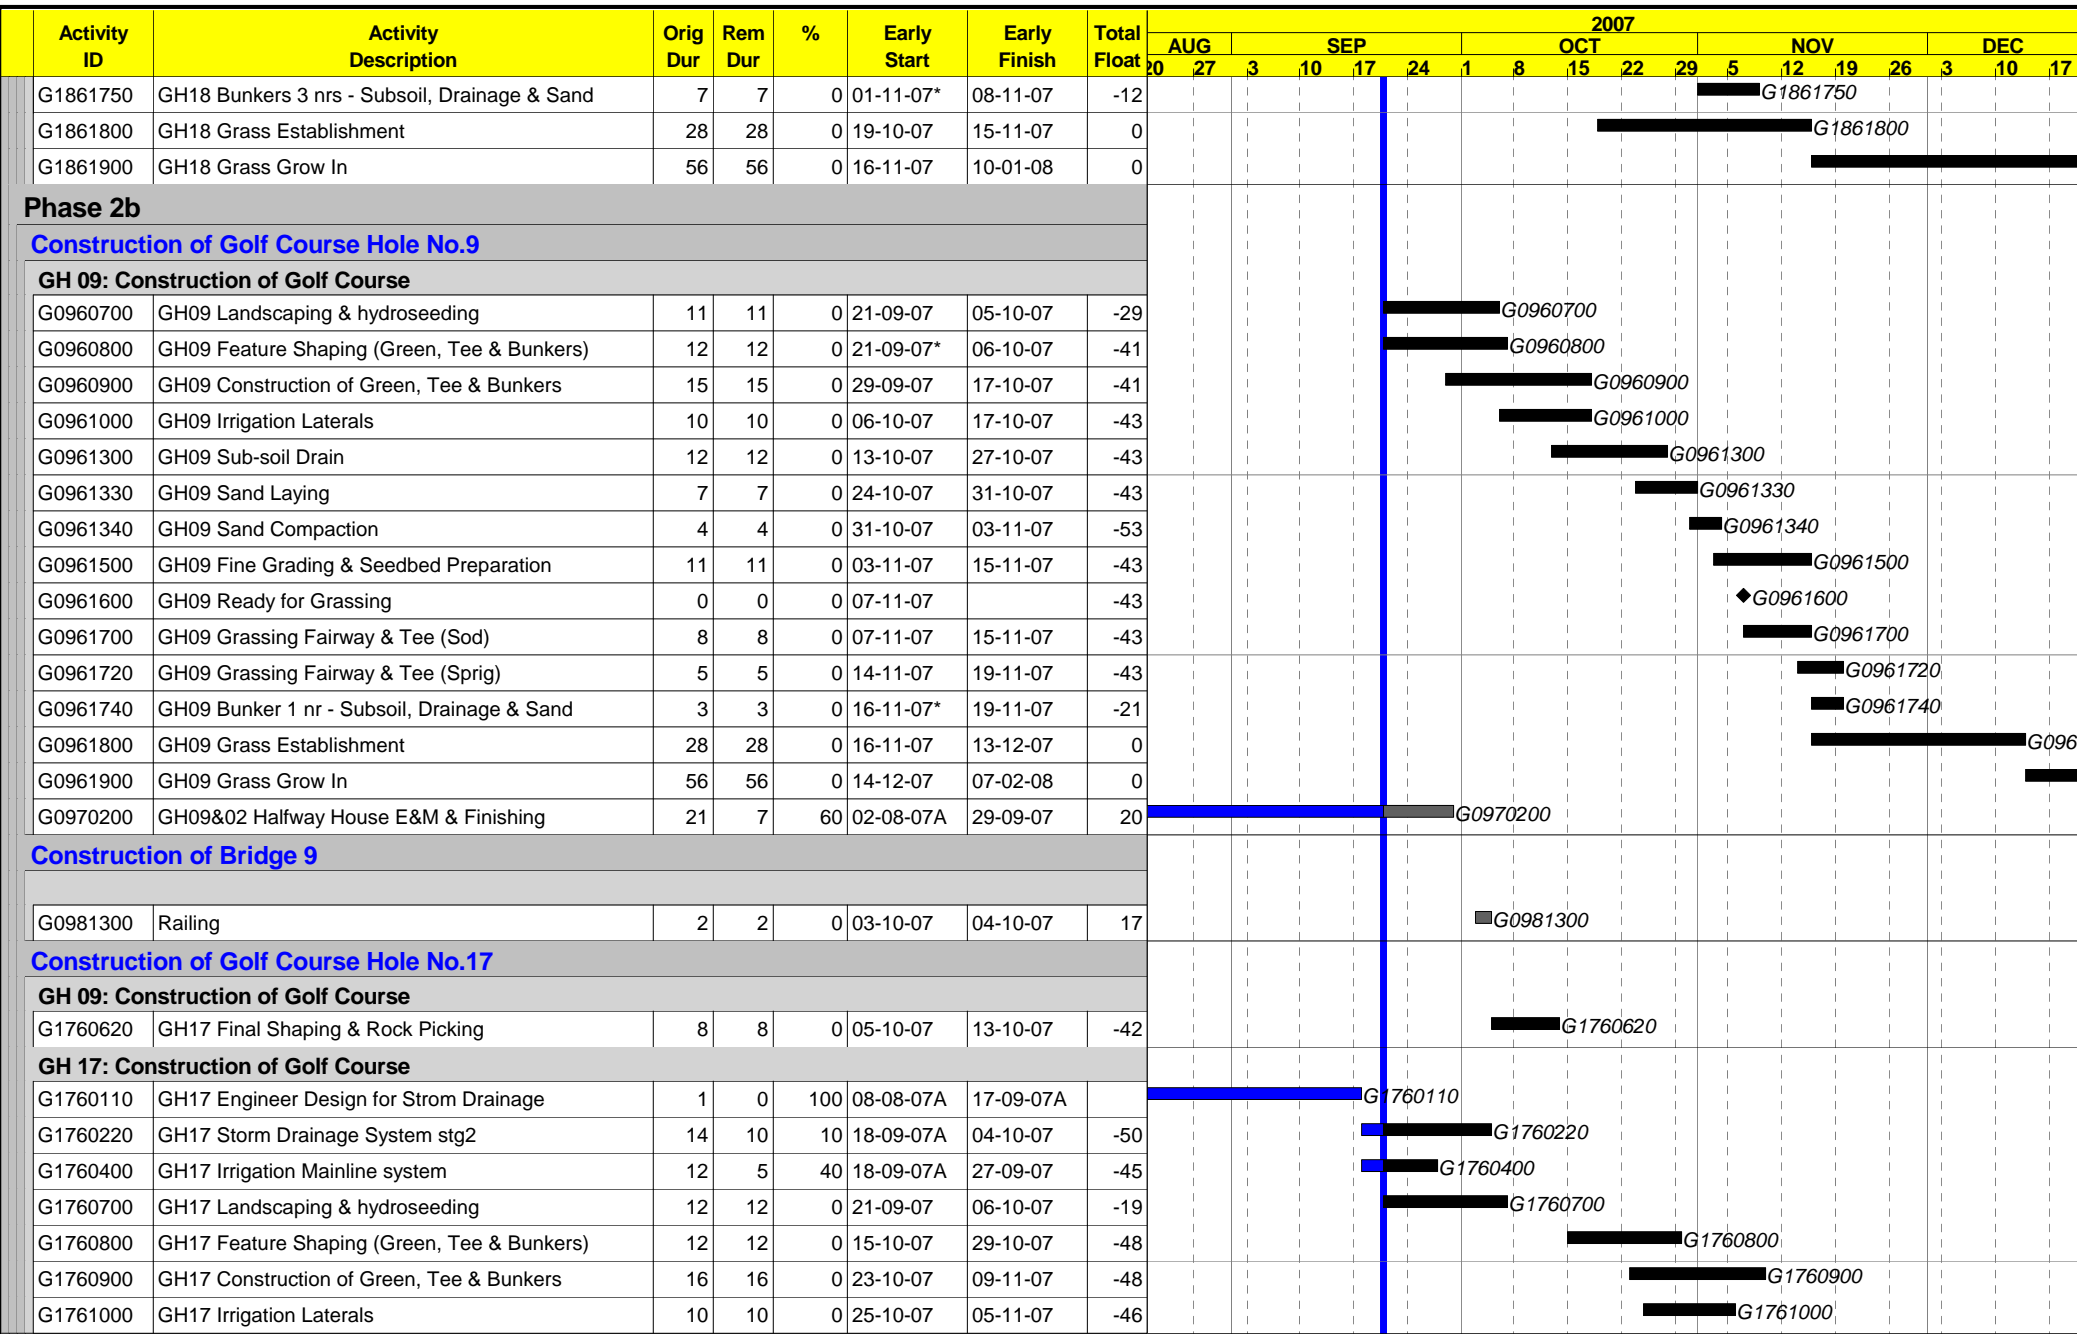 2007
Activity Activity Orig Rem % Early Early Total AUG SEP OCT NOV DEC
ID Description Dur Dur Start Finish Float 20 27 3 10 17 24 1 8 15 22 29 5 12 19 26 3 10 17
G1861750 GH18 Bunkers 3 nrs - Subsoil, Drainage & Sand 7 7 0 01-11-07* 08-11-07 -12 G1861750
G1861800 GH18 Grass Establishment 28 28 0 19-10-07 15-11-07 0 G1861800
G1861900 GH18 Grass Grow In 56 56 0 16-11-07 10-01-08 0
Phase 2b
Construction of Golf Course Hole No.9
GH 09: Construction of Golf Course
G0960700 GH09 Landscaping & hydroseeding 11 11 0 21-09-07 05-10-07 -29 G0960700
G0960800 GH09 Feature Shaping (Green, Tee & Bunkers) 12 12 0 21-09-07* 06-10-07 -41 G0960800
G0960900 GH09 Construction of Green, Tee & Bunkers 15 15 0 29-09-07 17-10-07 -41 G0960900
G0961000 GH09 Irrigation Laterals 10 10 0 06-10-07 17-10-07 -43 G0961000
G0961300 GH09 Sub-soil Drain 12 12 0 13-10-07 27-10-07 -43 G0961300
G0961330 GH09 Sand Laying 7 7 0 24-10-07 31-10-07 -43 G0961330
G0961340 GH09 Sand Compaction 4 4 0 31-10-07 03-11-07 -53 G0961340
G0961500 GH09 Fine Grading & Seedbed Preparation 11 11 0 03-11-07 15-11-07 -43 G0961500
G0961600 GH09 Ready for Grassing 0 0 0 07-11-07 -43 G0961600
G0961700 GH09 Grassing Fairway & Tee (Sod) 8 8 0 07-11-07 15-11-07 -43 G0961700
G0961720 GH09 Grassing Fairway & Tee (Sprig) 5 5 0 14-11-07 19-11-07 -43 G0961720
G0961740 GH09 Bunker 1 nr - Subsoil, Drainage & Sand 3 3 0 16-11-07* 19-11-07 -21 G0961740
G0961800 GH09 Grass Establishment 28 28 0 16-11-07 13-12-07 0 G096
G0961900 GH09 Grass Grow In 56 56 0 14-12-07 07-02-08 0
G0970200 GH09&02 Halfway House E&M & Finishing 21 7 60 02-08-07A 29-09-07 20 G0970200
Construction of Bridge 9
G0981300 Railing 2 2 0 03-10-07 04-10-07 17 G0981300
Construction of Golf Course Hole No.17
GH 09: Construction of Golf Course
G1760620 GH17 Final Shaping & Rock Picking 8 8 0 05-10-07 13-10-07 -42 G1760620
GH 17: Construction of Golf Course
G1760110 GH17 Engineer Design for Strom Drainage 1 0 100 08-08-07A 17-09-07A G1760110
G1760220 GH17 Storm Drainage System stg2 14 10 10 18-09-07A 04-10-07 -50 G1760220
G1760400 GH17 Irrigation Mainline system 12 5 40 18-09-07A 27-09-07 -45 G1760400
G1760700 GH17 Landscaping & hydroseeding 12 12 0 21-09-07 06-10-07 -19 G1760700
G1760800 GH17 Feature Shaping (Green, Tee & Bunkers) 12 12 0 15-10-07 29-10-07 -48 G1760800
G1760900 GH17 Construction of Green, Tee & Bunkers 16 16 0 23-10-07 09-11-07 -48 G1760900
G1761000 GH17 Irrigation Laterals 10 10 0 25-10-07 05-11-07 -46 G1761000